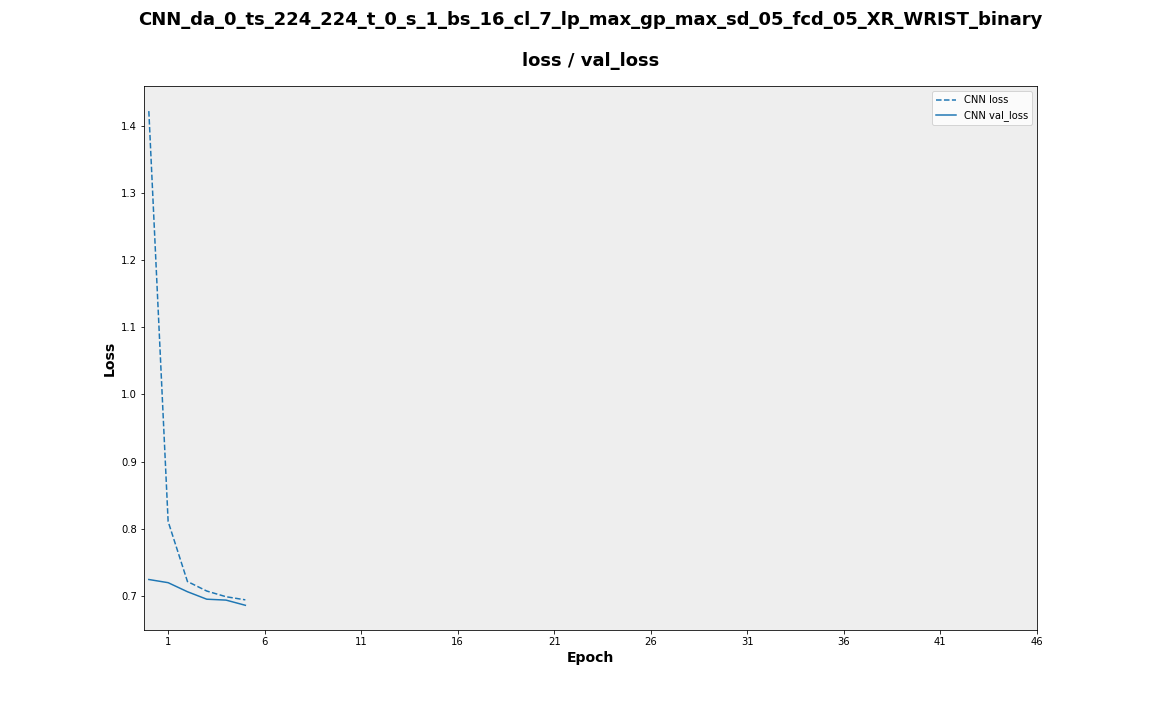 CNN_da_0_ts_224_224_t_0_s_1_bs_16_cl_7_lp_max_gp_max_sd_05_fcd_05_XR_WRIST_binary
loss / val_loss
CNN loss
CNN val_loss
1.4
1.3
1.2
1.1
1.0
0.9
0.8
0.7
Loss
1 6 11 16 21 26 31 36 41 46
Epoch